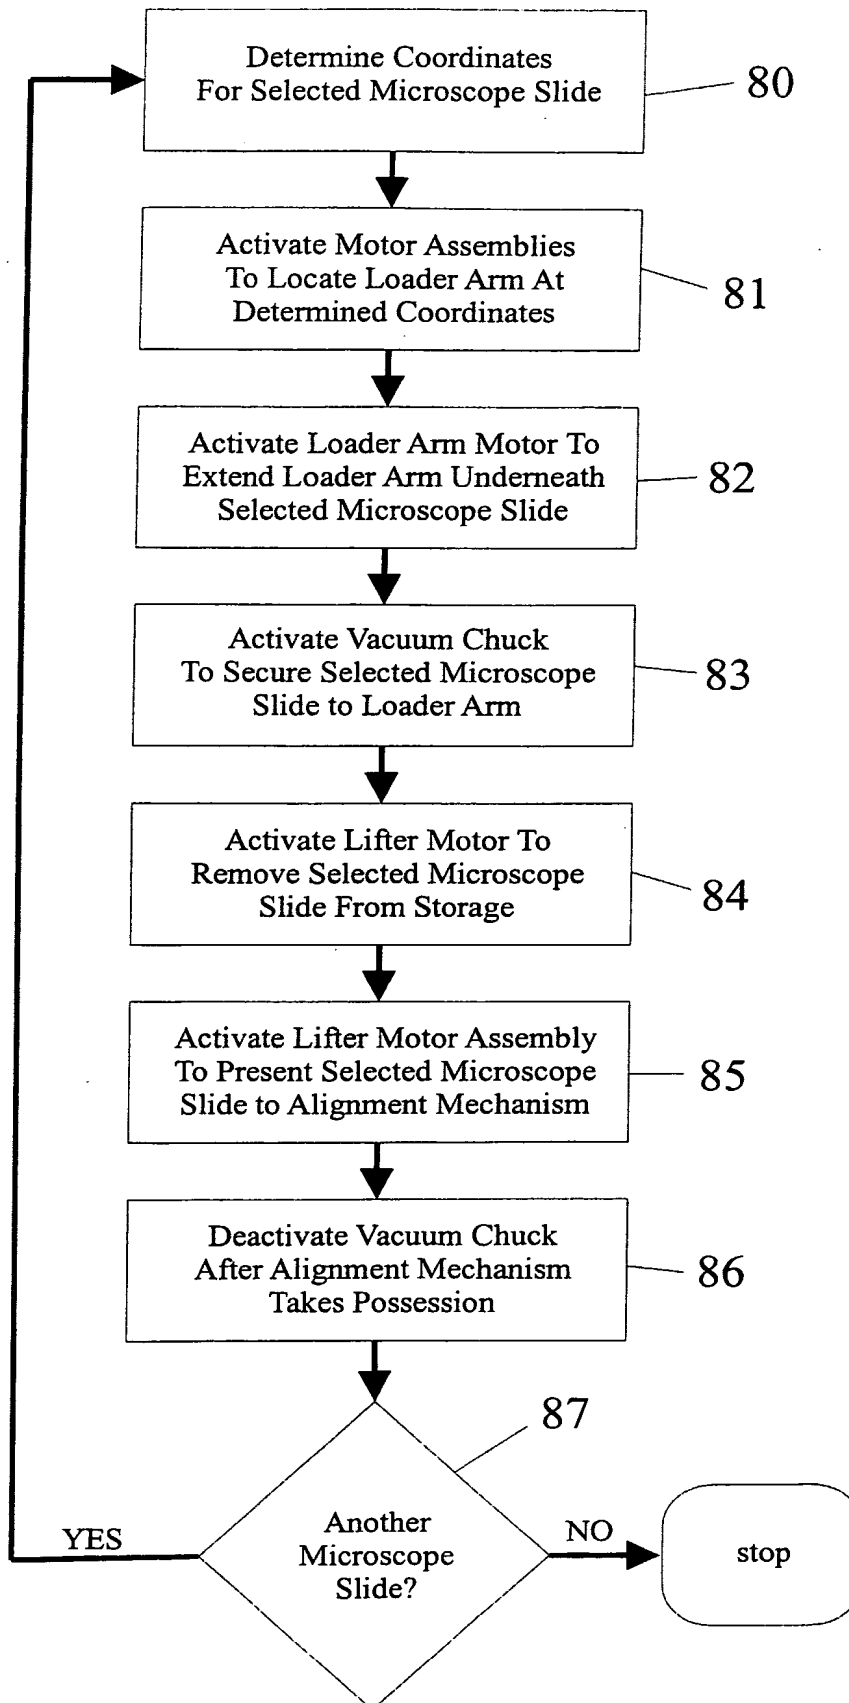 Determine Coordinates
For Selected Microscope Slide
80
Activate Motor Assemblies
To Locate Loader Arm At
Determined Coordinates
81
Activate Loader Arm Motor To
Extend Loader Arm Underneath
Selected Microscope Slide
82
Activate Vacuum Chuck
To Secure Selected Microscope
Slide to Loader Arm
83
Activate Lifter Motor To
Remove Selected Microscope
Slide From Storage
84
Activate Lifter Motor Assembly
To Present Selected Microscope
Slide to Alignment Mechanism
85
Deactivate Vacuum Chuck
After Alignment Mechanism
Takes Possession
86
87
Another
Microscope
Slide?
YES
NO
stop